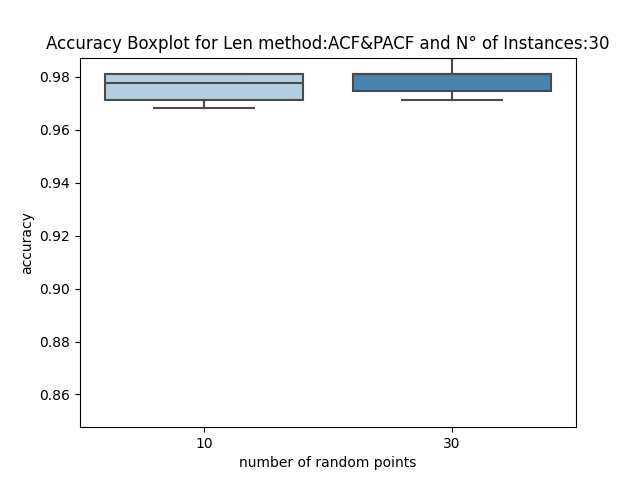 Accuracy Boxplot for Len method:ACF&PACF and N° of Instances:30
0.98
0.96
0.94
0.92
0.90
0.88
0.86
accuracy
10 30
number of random points